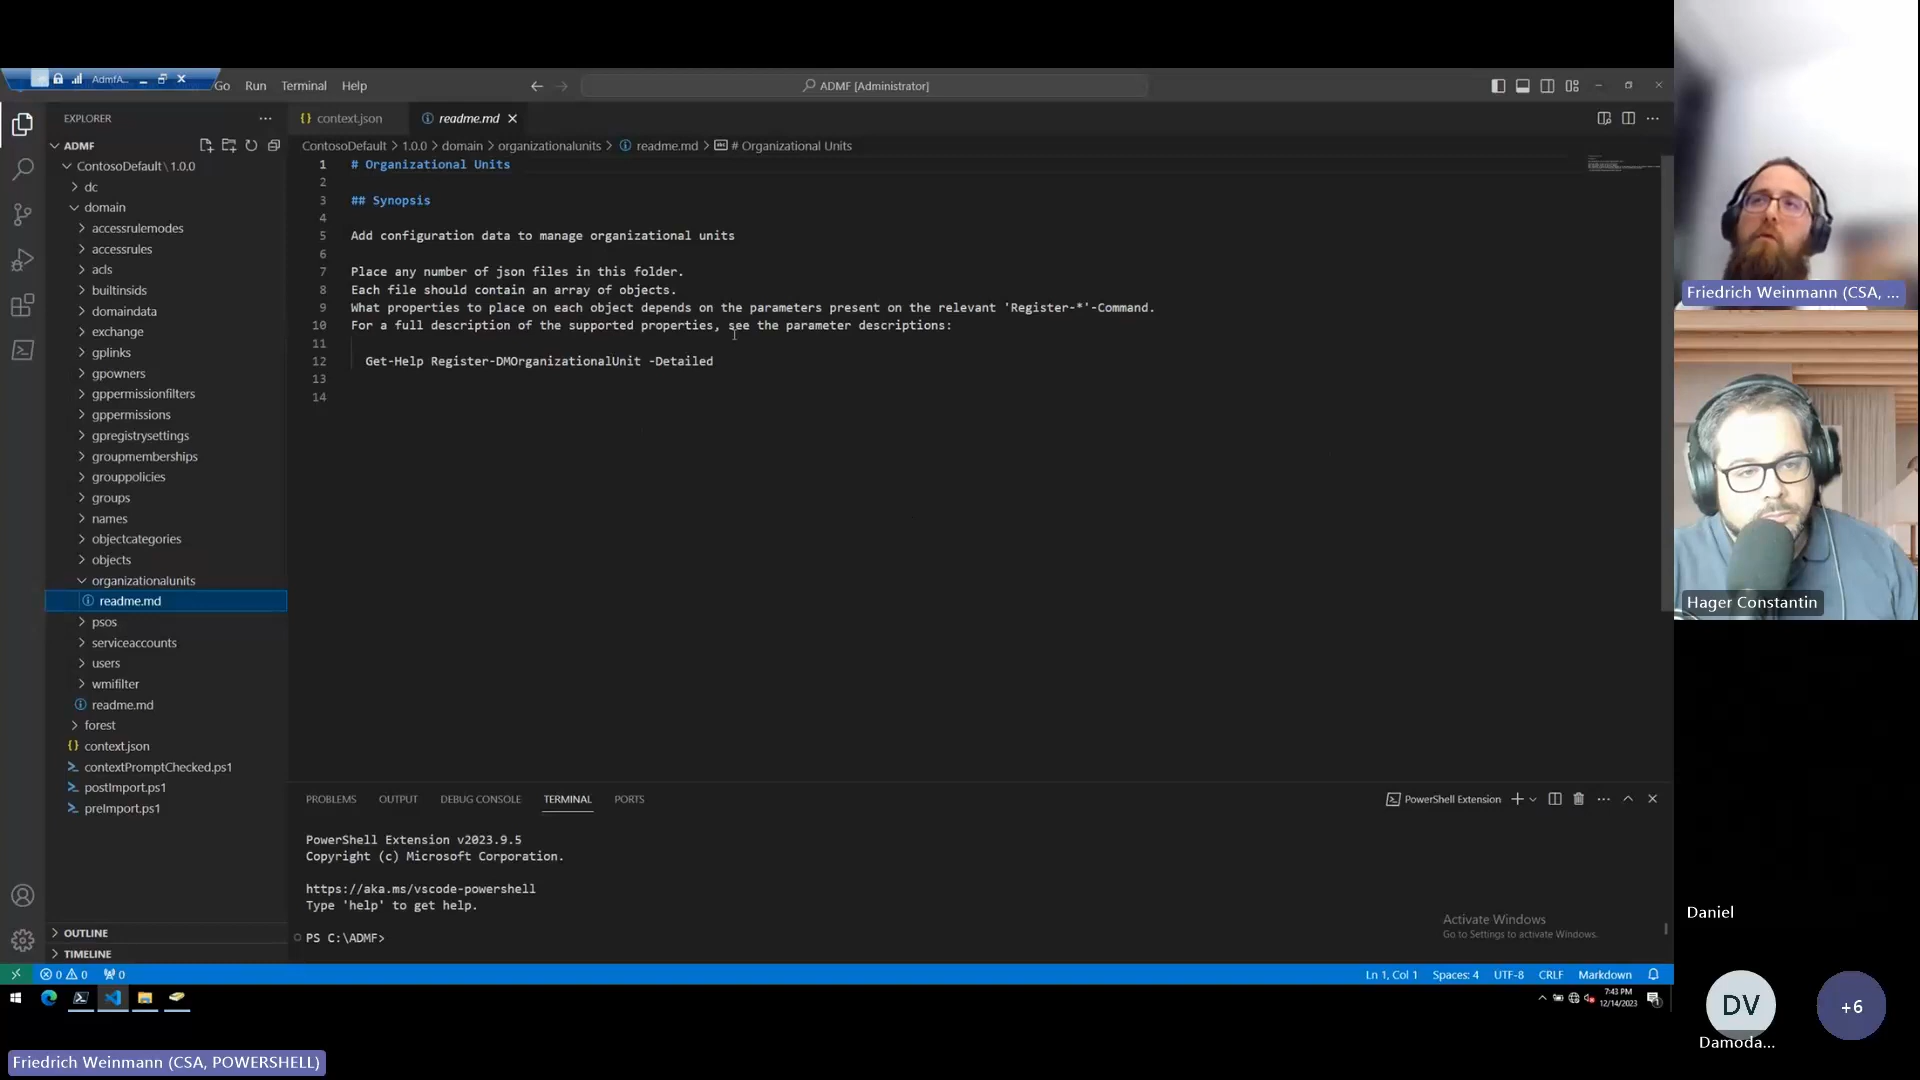 AdmfA...
Go Run Terminal Help
ADMF [Administrator]
EXPLORER
ADMF
ContosoDefault \ 1.0.0
dc
domain
accessrulemodes
accessrules
acls
builtinsids
domaindata
exchange
gplinks
gpowners
gppermissionfilters
gppermissions
gpregistrysettings
groupmemberships
grouppolicies
groups
names
objectcategories
objects
organizationalunits
readme.md
psos
serviceaccounts
users
wmifilter
readme.md
forest
context.json
contextPromptChecked.ps1
postImport.ps1
preImport.ps1
OUTLINE
TIMELINE
context.json
readme.md
ContosoDefault > 1.0.0 > domain > organizationalunits > readme.md > # Organizational Units
1 # Organizational Units
2
3 ## Synopsis
4
5 Add configuration data to manage organizational units
6
7 Place any number of json files in this folder.
8 Each file should contain an array of objects.
9 What properties to place on each object depends on the parameters present on the relevant 'Register-*'-Command.
10 For a full description of the supported properties, see the parameter descriptions:
11
12 Get-Help Register-DMOrganizationalUnit -Detailed
13
14
PROBLEMS OUTPUT DEBUG CONSOLE TERMINAL PORTS
PowerShell Extension
PowerShell Extension v2023.9.5
Copyright (c) Microsoft Corporation.
https://aka.ms/vscode-powershell
Type 'help' to get help.
PS C:\ADMF>
Activate Windows
Go to Settings to activate Windows.
0 0 0
Ln 1, Col 1 Spaces: 4 UTF-8 CRLF Markdown
7:43 PM
12/14/2023
Friedrich Weinmann (CSA, POWERSHELL)
Friedrich Weinmann (CSA, ...
Hager Constantin
Daniel
DV
Damoda...
+6